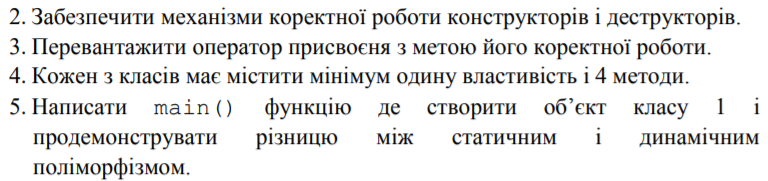 2. Забезпечити механізми коректної роботи конструкторів і деструкторів.
3. Перевантажити оператор присвоєня з метою його коректної роботи.
4. Кожен з класів має містити мінімум одну властивість і 4 методи.
5. Написати main() функцію де створити об’єкт класу 1 і
продемонструвати різницю між статичним і динамічним
поліморфізмом.